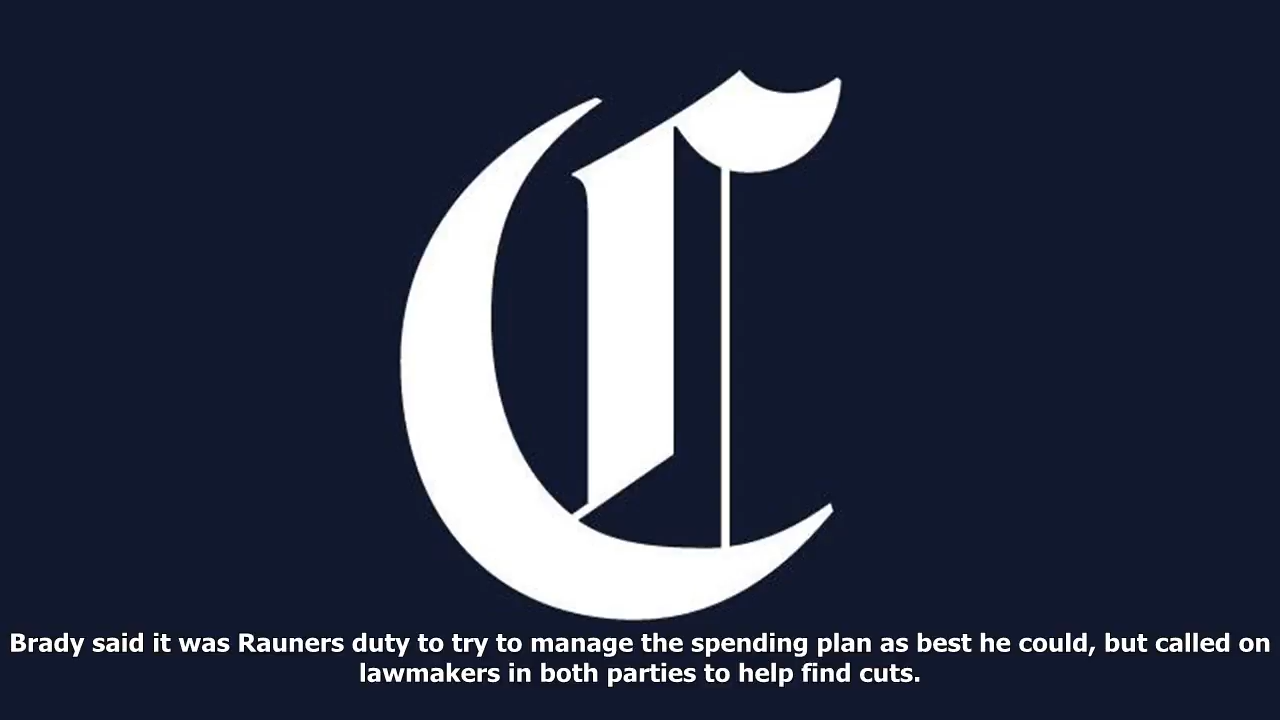 C
Brady said it was Rauners duty to try to manage the spending plan as best he could, but called on
lawmakers in both parties to help find cuts.